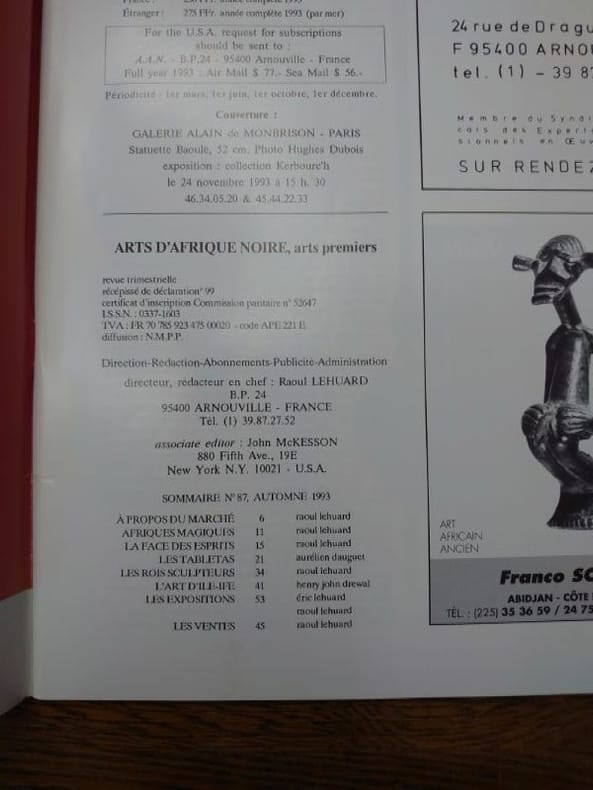 Étranger : 275 FFr. année complète 1993 (par mer)
For the U.S.A. request for subscriptions
should be sent to :
A.A.N. - B.P.24 - 95400 Arnouville - France
Full year 1993 : Air Mail $ 77.- Sea Mail $ 56.-
Périodicité : 1er mars, 1er juin, 1er octobre, 1er décembre.
Couverture :
GALERIE ALAIN de MONBRISON - PARIS
Statuette Baoulé, 52 cm. Photo Hughes Dubois
exposition : collection Kerbourc'h
le 24 novembre 1993 à 15 h. 30
46.34.05.20 & 45.44.22.33
ARTS D'AFRIQUE NOIRE, arts premiers
revue trimestrielle
récépissé de déclaration n° 99
certificat d'inscription Commission paritaire n° 52647
I.S.S.N. : 0337-1603
TVA : FR 70 785 923 475 00020 - code APE 221 E
diffusion : N.M.P.P.
Direction-Rédaction-Abonnements-Publicité-Administration
directeur, rédacteur en chef : Raoul LEHUARD
B.P. 24
95400 ARNOUVILLE - FRANCE
Tél. (1) 39.87.27.52
associate editor : John McKESSON
880 Fifth Ave., 19E
New York N.Y. 10021 - U.S.A.
SOMMAIRE N° 87, AUTOMNE 1993
À PROPOS DU MARCHÉ 6 raoul lehuard
AFRIQUES MAGIQUES 11 raoul lehuard
LA FACE DES ESPRITS 15 raoul lehuard
LES TABLETAS 21 aurélien dauguet
LES ROIS SCULPTEURS 34 raoul lehuard
L'ART D'ILE-IFE 41 henry john drewal
LES EXPOSITIONS 53 éric lehuard
raoul lehuard
LES VENTES 45 raoul lehuard
24 rue de Dragu
F 95400 ARNOU
tel. (1) - 39 87
Membre du Syndi
cais des Expert
sionnels en Œuv
SUR RENDEZ
ART
AFRICAIN
ANCIEN
Franco SC
ABIDJAN - CÔTE
TÉL. : (225) 35 36 59 / 24 75